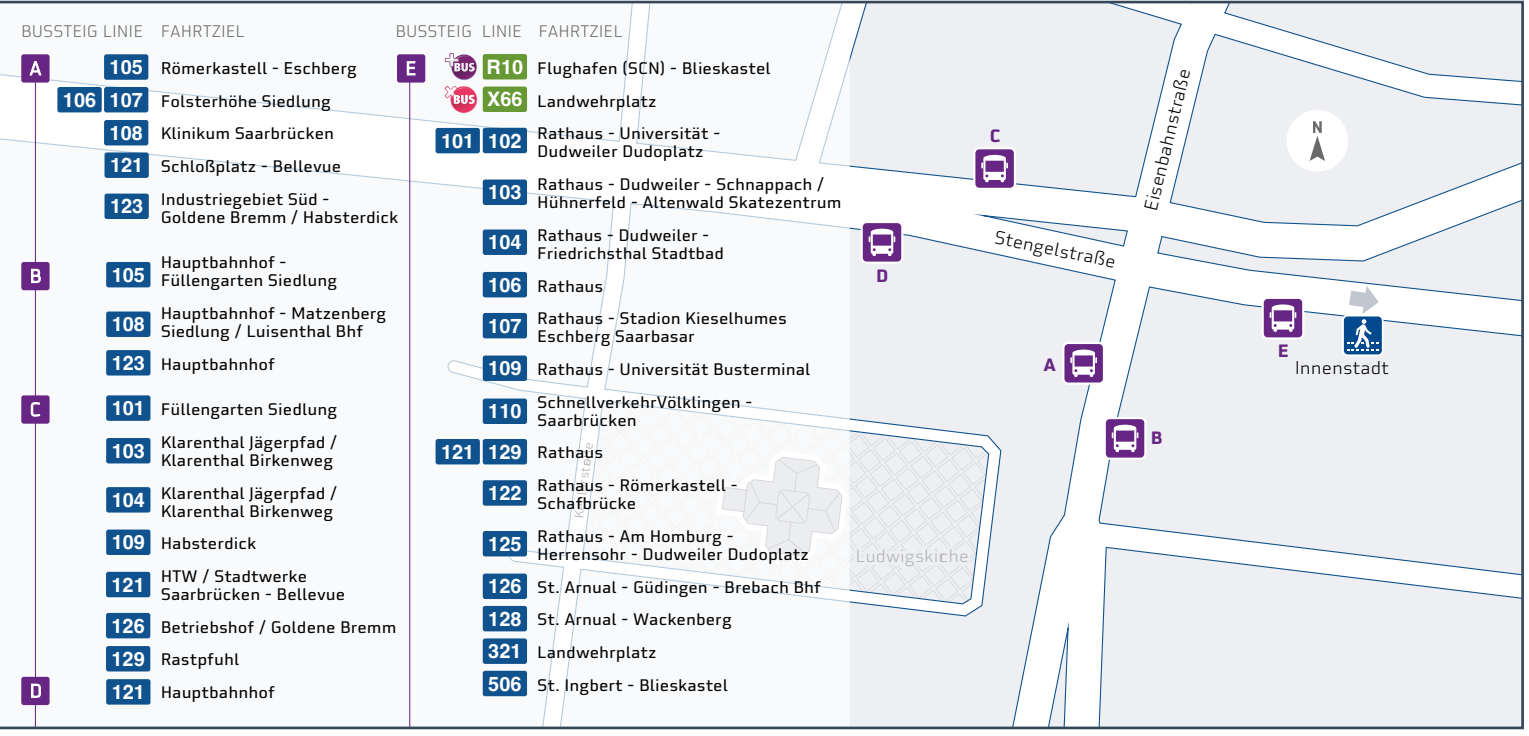 BUSSTEIG LINIE FAHRTZIEL
A 105 Römerkastell - Eschberg
106 107 Folsterhöhe Siedlung
108 Klinikum Saarbrücken
121 Schloßplatz - Bellevue
123 Industriegebiet Süd -
Goldene Bremm / Habsterdick
B 105 Hauptbahnhof -
Füllengarten Siedlung
108 Hauptbahnhof - Matzenberg
Siedlung / Luisenthal Bhf
123 Hauptbahnhof
C 101 Füllengarten Siedlung
103 Klarenthal Jägerpfad /
Klarenthal Birkenweg
104 Klarenthal Jägerpfad /
Klarenthal Birkenweg
109 Habsterdick
121 HTW / Stadtwerke
Saarbrücken - Bellevue
126 Betriebshof / Goldene Bremm
129 Rastpfuhl
D 121 Hauptbahnhof
BUSSTEIG LINIE FAHRTZIEL
E +BUS R10 Flughafen (SCN) - Blieskastel
×BUS X66 Landwehrplatz
101 102 Rathaus - Universität -
Dudweiler Dudoplatz
103 Rathaus - Dudweiler - Schnappach /
Hühnerfeld - Altenwald Skatezentrum
104 Rathaus - Dudweiler -
Friedrichsthal Stadtbad
106 Rathaus
107 Rathaus - Stadion Kieselhumes
Eschberg Saarbasar
109 Rathaus - Universität Busterminal
110 SchnellverkehrVölklingen -
Saarbrücken
121 129 Rathaus
122 Rathaus - Römerkastell -
Schafbrücke
125 Rathaus - Am Homburg -
Herrensohr - Dudweiler Dudoplatz
126 St. Arnual - Güdingen - Brebach Bhf
128 St. Arnual - Wackenberg
321 Landwehrplatz
506 St. Ingbert - Blieskastel
Eisenbahnstraße
N
C
D
Stengelstraße
A
B
E
Innenstadt
Ludwigskirche